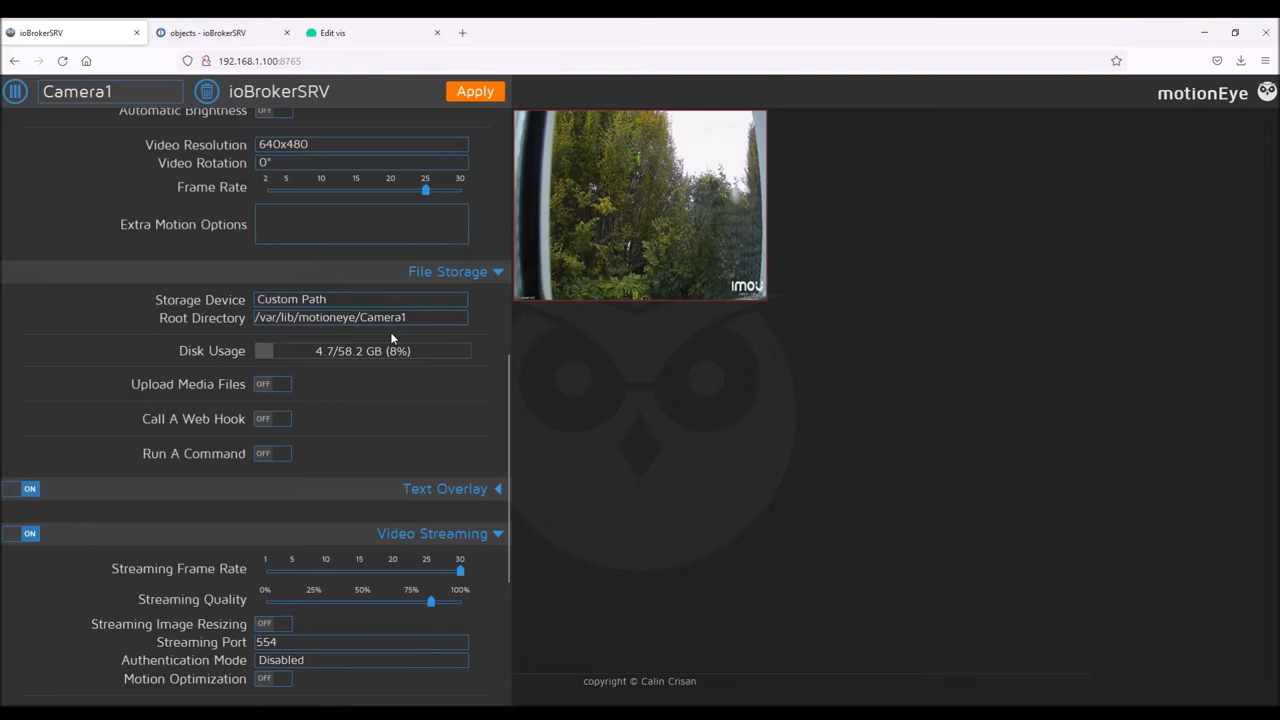 ioBrokerSRV
objects - ioBrokerSRV
Edit vis
192.168.1.100:8765
Camera1
ioBrokerSRV
Apply
motionEye
Automatic Brightness OFF
Video Resolution 640x480
Video Rotation 0°
2 5 10 15 20 25 30
Frame Rate
Extra Motion Options
File Storage
Storage Device Custom Path
Root Directory /var/lib/motioneye/Camera1
Disk Usage 4.7/58.2 GB (8%)
Upload Media Files OFF
Call A Web Hook OFF
Run A Command OFF
ON Text Overlay
ON Video Streaming
1 5 10 15 20 25 30
Streaming Frame Rate
0% 25% 50% 75% 100%
Streaming Quality
Streaming Image Resizing OFF
Streaming Port 554
Authentication Mode Disabled
Motion Optimization OFF
imou
copyright © Calin Crisan